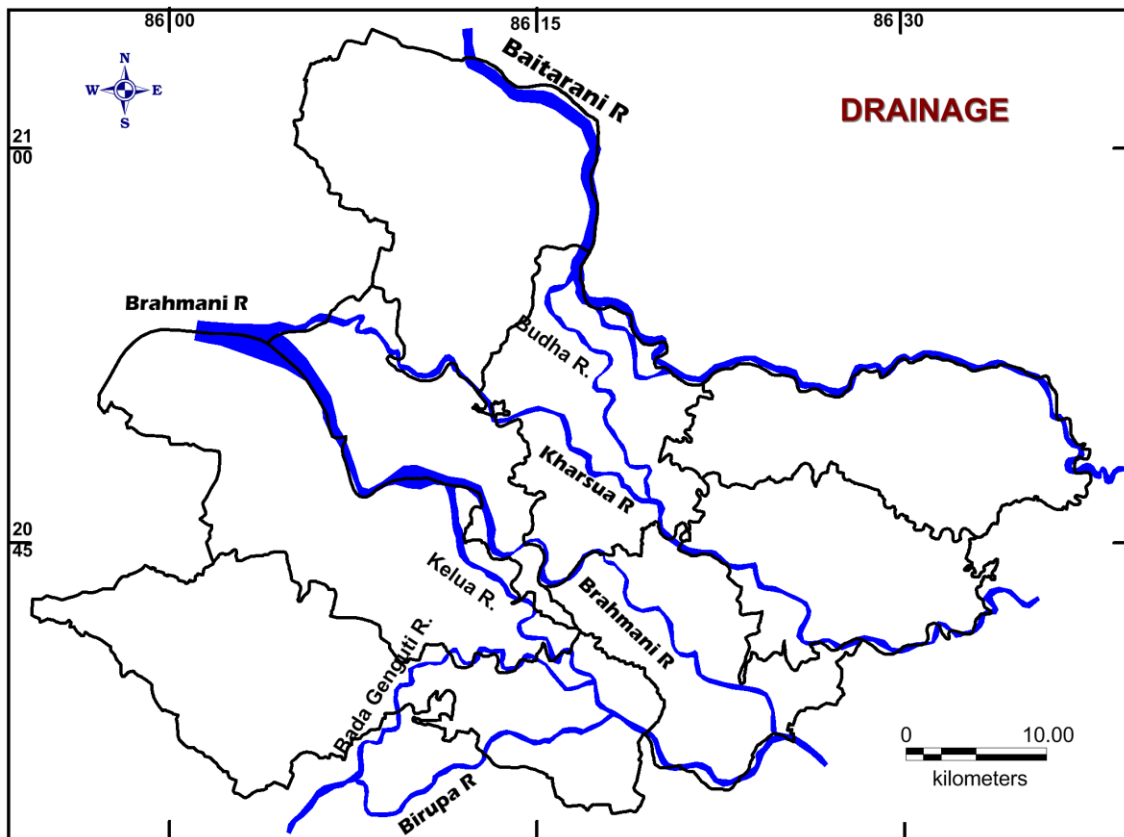 86 00
86 15
86 30
N
W E
S
Baitarani R
DRAINAGE
21
00
Brahmani R
Budha R.
Kharsua R
20
45
Kelua R.
Brahmani R
Bada Genguti R.
Birupa R
0 10.00
kilometers